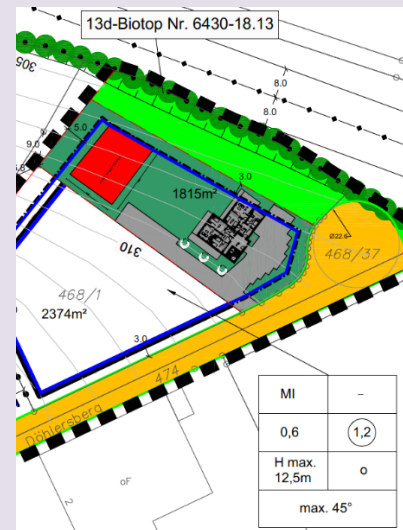 13d-Biotop Nr. 6430-18.13
305
8.0
8.0
5.0
9.0
3.0
1815m²
Ø22.6
468/37
310
468/1
2374m²
3.0
474
Döhlersberg
oF
2
MI
-
0,6
1,2
H max.
12,5m
o
max. 45°